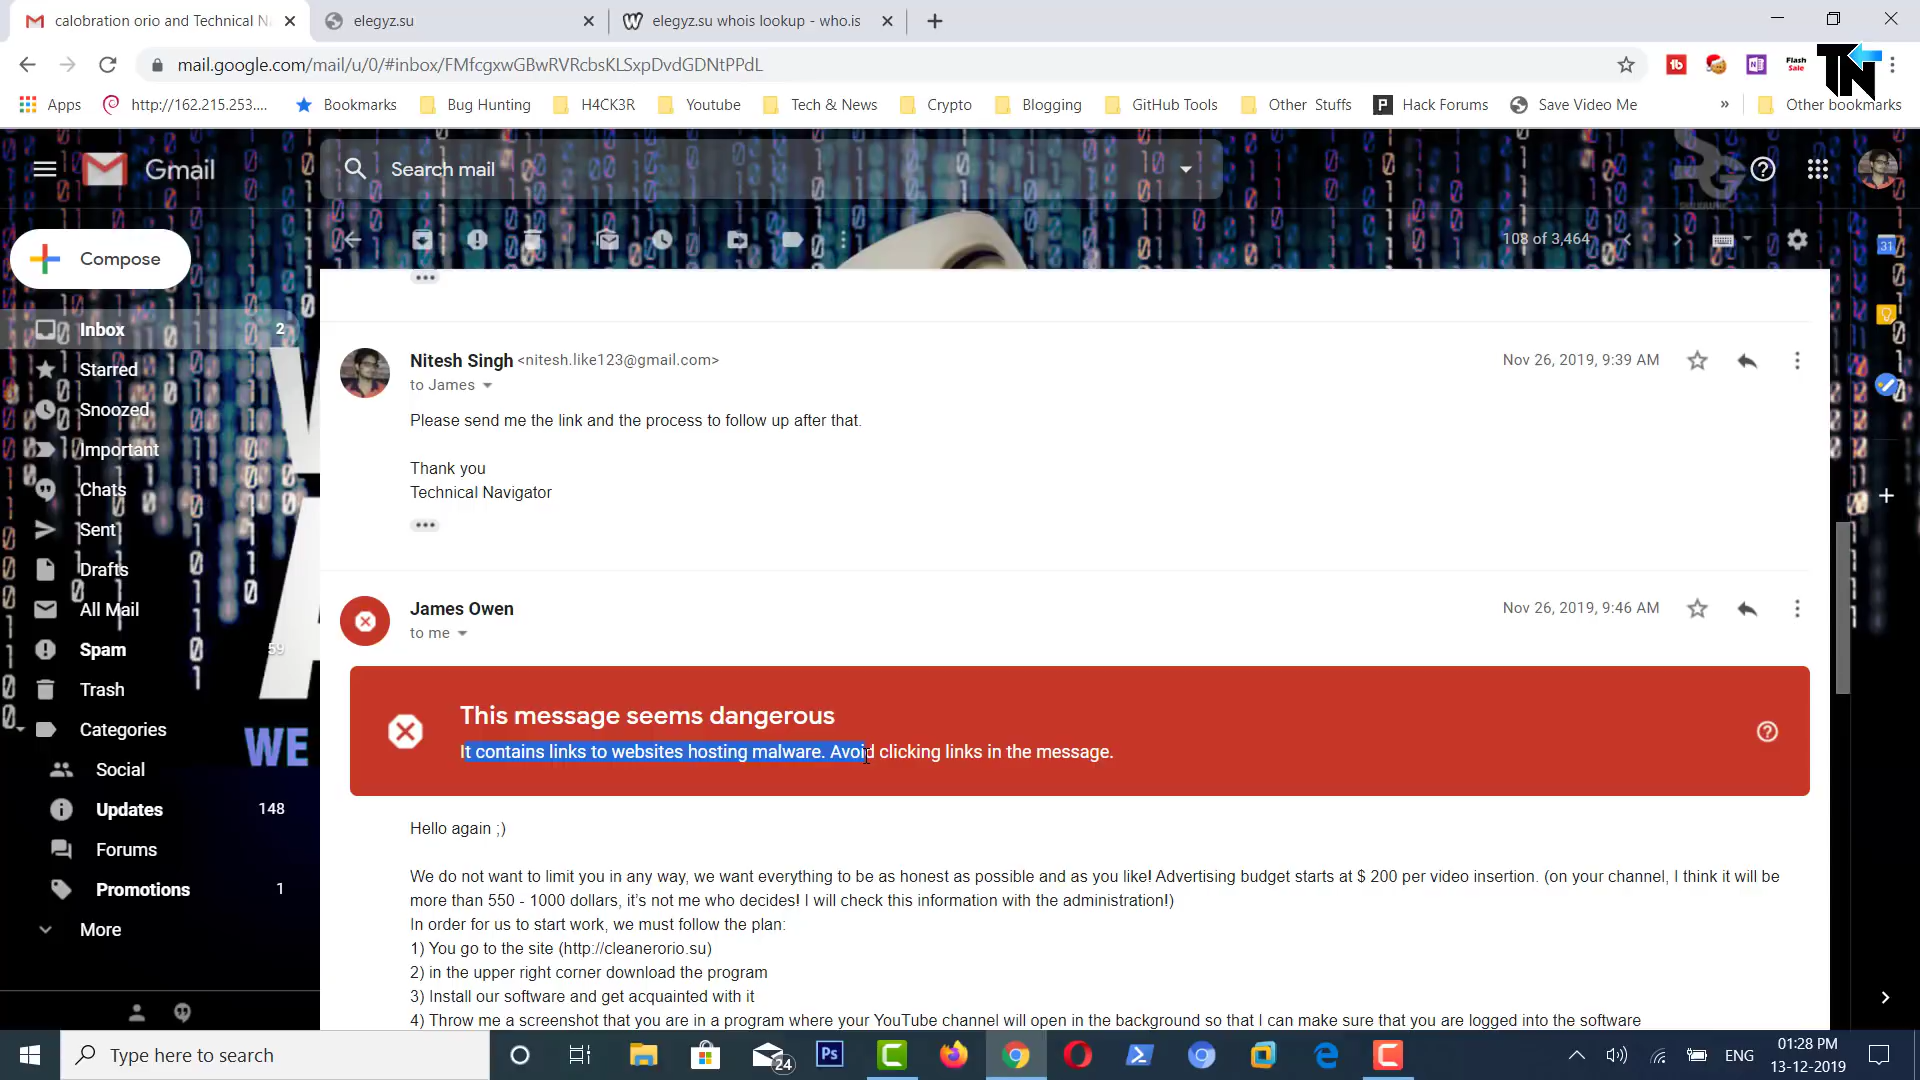 calobration orio and Technical N
elegyz.su
elegyz.su whois lookup - who.is
mail.google.com/mail/u/0/#inbox/FMfcgxwGBwRVRcbsKLSxpDvdGDNtPPdL
Flash
Sale
TN
Apps
http://162.215.253....
Bookmarks
Bug Hunting
H4CK3R
Youtube
Tech & News
Crypto
Blogging
GitHub Tools
Other Stuffs
Hack Forums
Save Video Me
»
Other bookmarks
Gmail
Search mail
108 of 3,464
31
Compose
Inbox 2
Starred
Snoozed
Important
Chats
Sent
Drafts
All Mail
Spam 59
Trash
Categories
Social
Updates 148
Forums
Promotions 1
More
WE
Nitesh Singh <nitesh.like123@gmail.com>
Nov 26, 2019, 9:39 AM
to James
Please send me the link and the process to follow up after that.
Thank you
Technical Navigator
James Owen
Nov 26, 2019, 9:46 AM
to me
This message seems dangerous
It contains links to websites hosting malware. Avoid clicking links in the message.
Hello again ;)
We do not want to limit you in any way, we want everything to be as honest as possible and as you like! Advertising budget starts at $ 200 per video insertion. (on your channel, I think it will be
more than 550 - 1000 dollars, it's not me who decides! I will check this information with the administration!)
In order for us to start work, we must follow the plan:
1) You go to the site (http://cleanerorio.su)
2) in the upper right corner download the program
3) Install our software and get acquainted with it
4) Throw me a screenshot that you are in a program where your YouTube channel will open in the background so that I can make sure that you are logged into the software
Type here to search
24
Ps
ENG
01:28 PM
13-12-2019